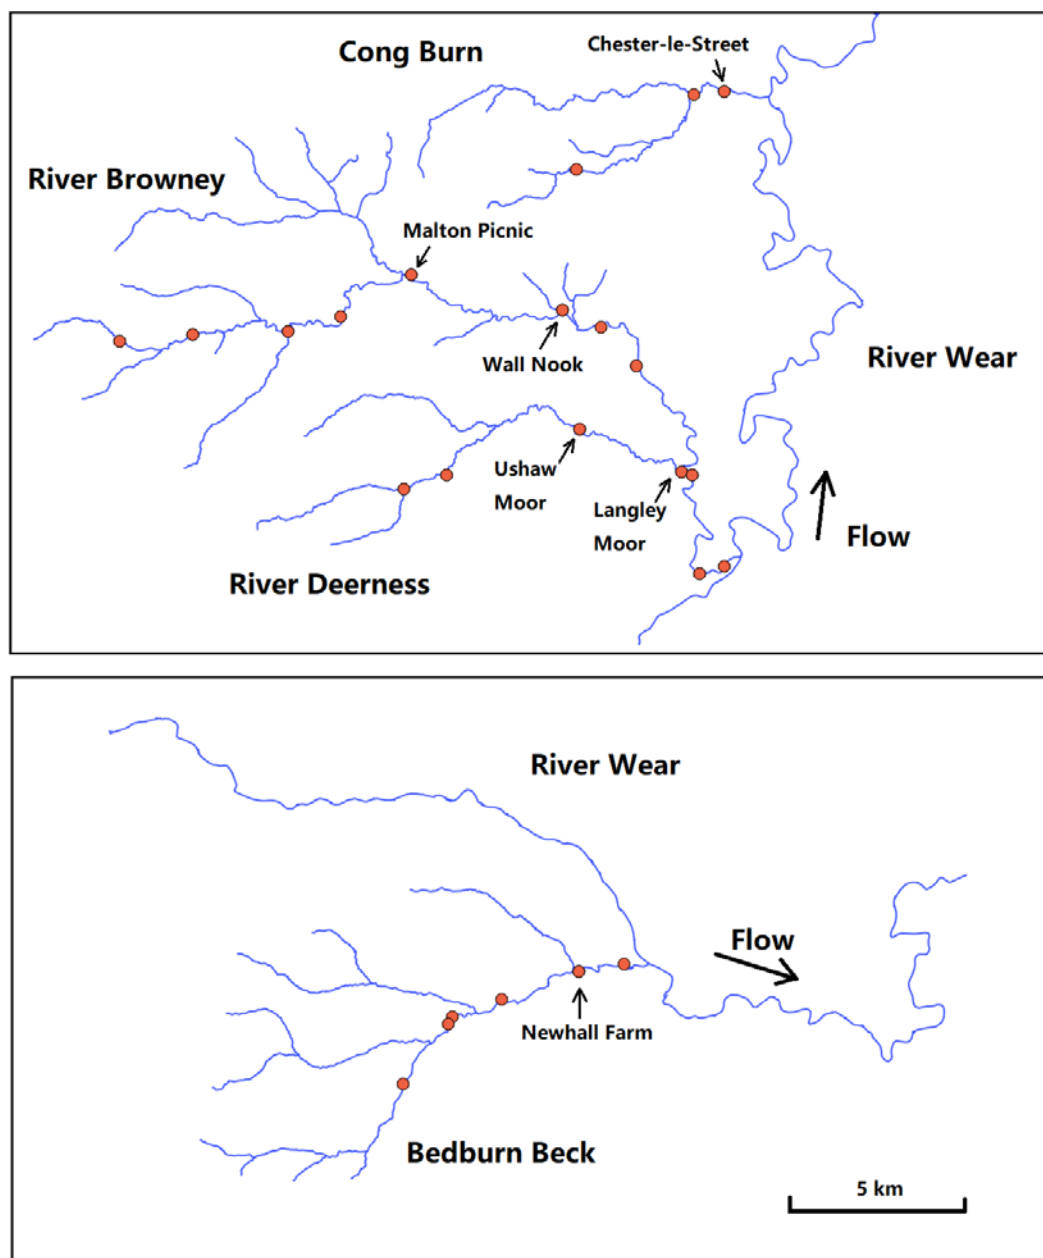 Cong Burn
Chester-le-Street
River Browney
Malton Picnic
Wall Nook
River Wear
Ushaw
Moor
Langley
Moor
Flow
River Deerness
River Wear
Flow
Newhall Farm
Bedburn Beck
5 km